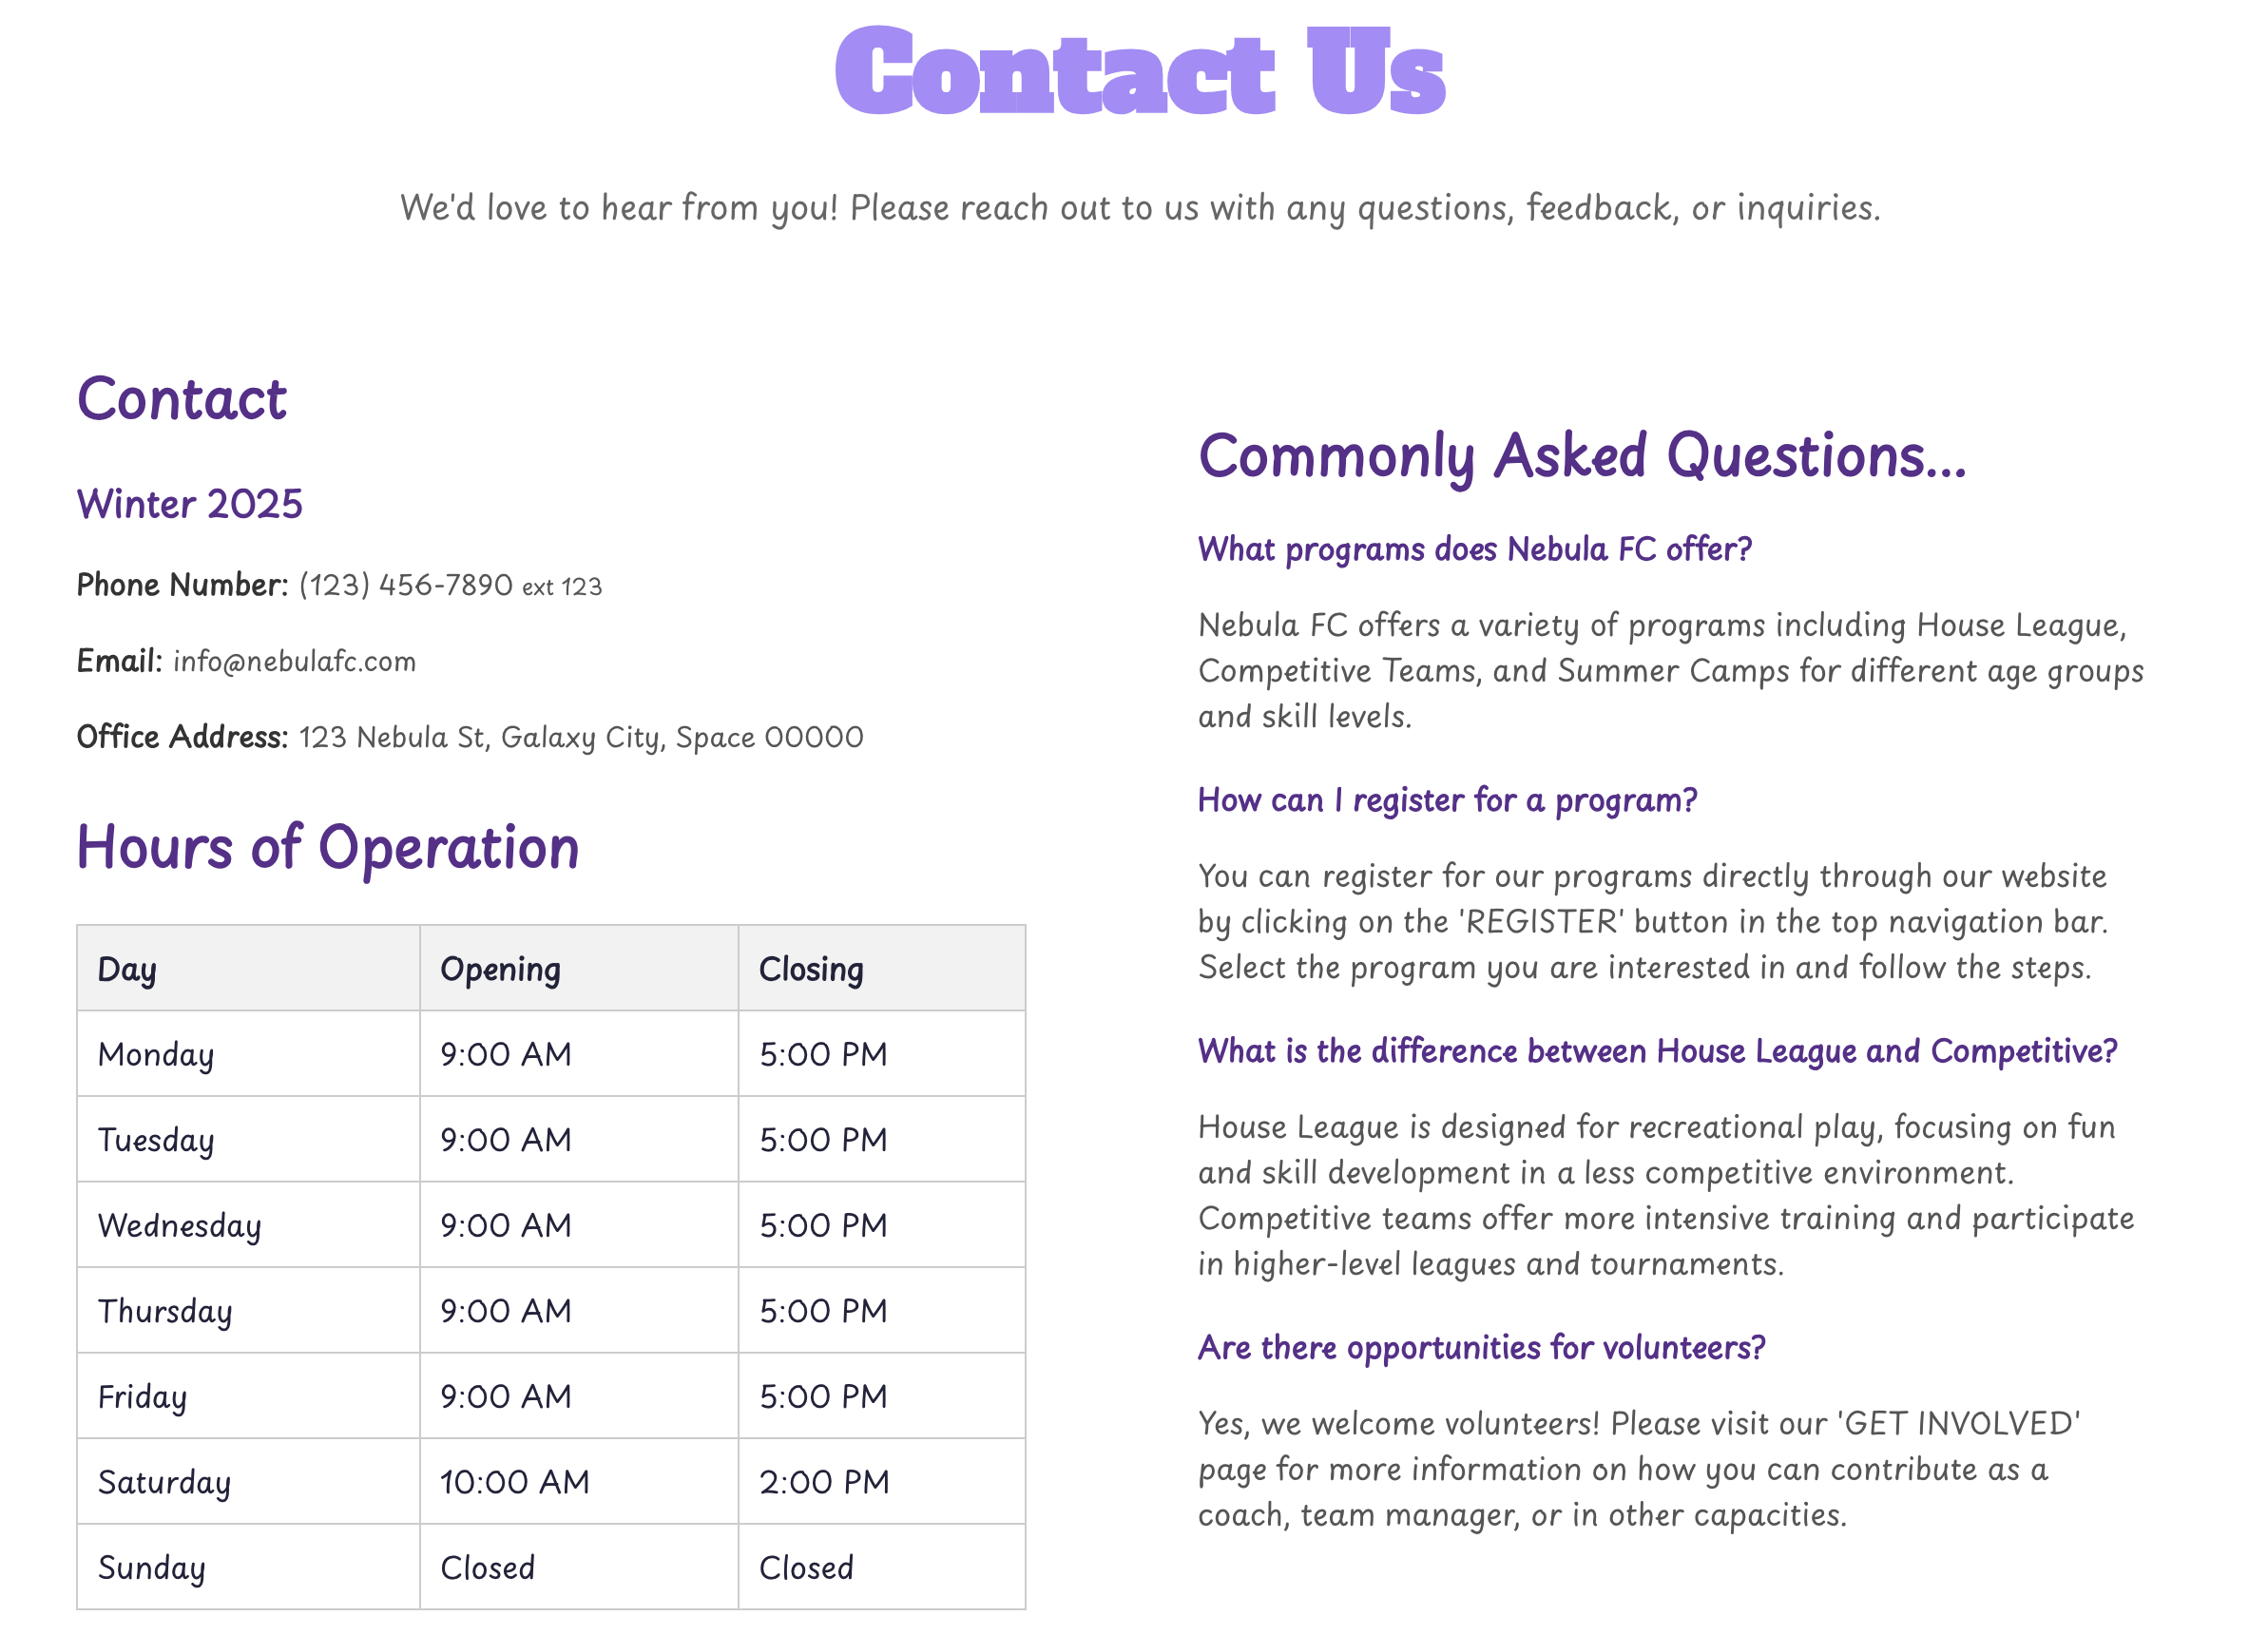 Contact Us
We'd love to hear from you! Please reach out to us with any questions, feedback, or inquiries.
Contact
Winter 2025
Phone Number: (123) 456-7890 ext 123
Email: info@nebulafc.com
Office Address: 123 Nebula St, Galaxy City, Space 00000
Hours of Operation
Day Opening Closing
Monday 9:00 AM 5:00 PM
Tuesday 9:00 AM 5:00 PM
Wednesday 9:00 AM 5:00 PM
Thursday 9:00 AM 5:00 PM
Friday 9:00 AM 5:00 PM
Saturday 10:00 AM 2:00 PM
Sunday Closed Closed
Commonly Asked Questions...
What programs does Nebula FC offer?
Nebula FC offers a variety of programs including House League,
Competitive Teams, and Summer Camps for different age groups
and skill levels.
How can I register for a program?
You can register for our programs directly through our website
by clicking on the 'REGISTER' button in the top navigation bar.
Select the program you are interested in and follow the steps.
What is the difference between House League and Competitive?
House League is designed for recreational play, focusing on fun
and skill development in a less competitive environment.
Competitive teams offer more intensive training and participate
in higher-level leagues and tournaments.
Are there opportunities for volunteers?
Yes, we welcome volunteers! Please visit our 'GET INVOLVED'
page for more information on how you can contribute as a
coach, team manager, or in other capacities.